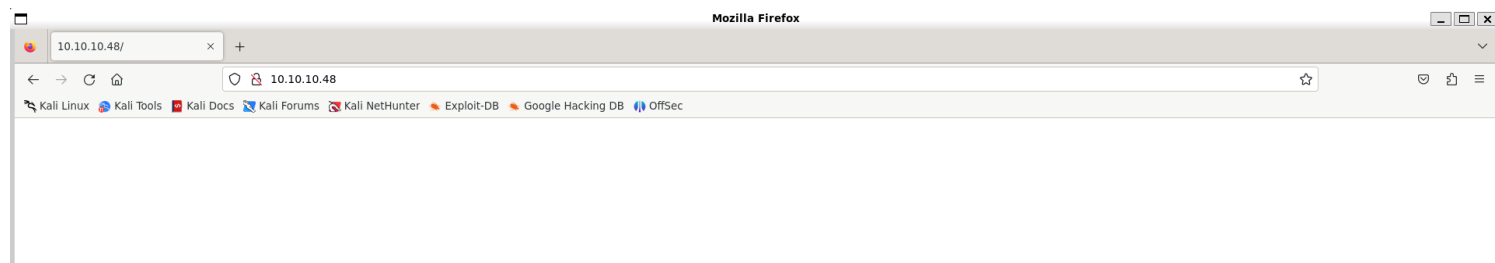 Mozilla Firefox
10.10.10.48/
10.10.10.48
Kali Linux Kali Tools Kali Docs Kali Forums Kali NetHunter Exploit-DB Google Hacking DB OffSec